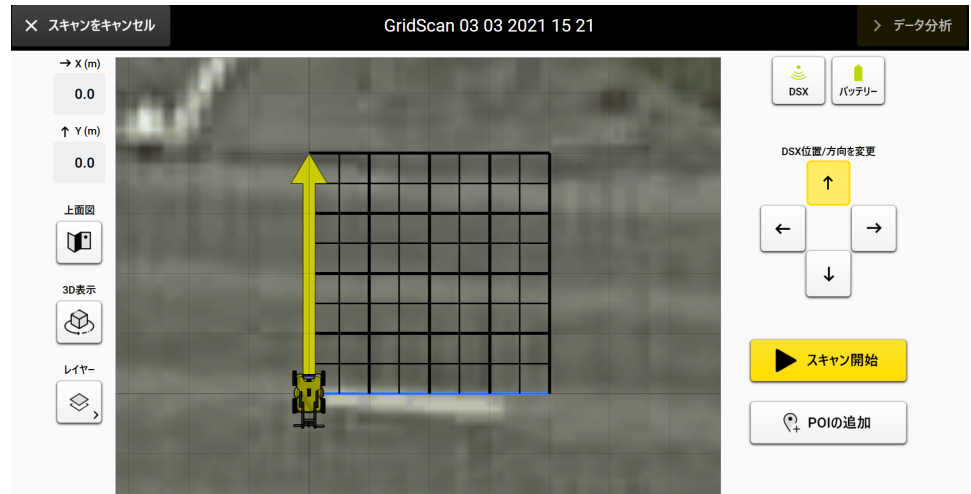 スキャンをキャンセル
GridScan 03 03 2021 15 21
データ分析
X (m)
0.0
Y (m)
0.0
上面図
3D表示
レイヤー
DSX
バッテリー
DSX位置/方向を変更
スキャン開始
POIの追加